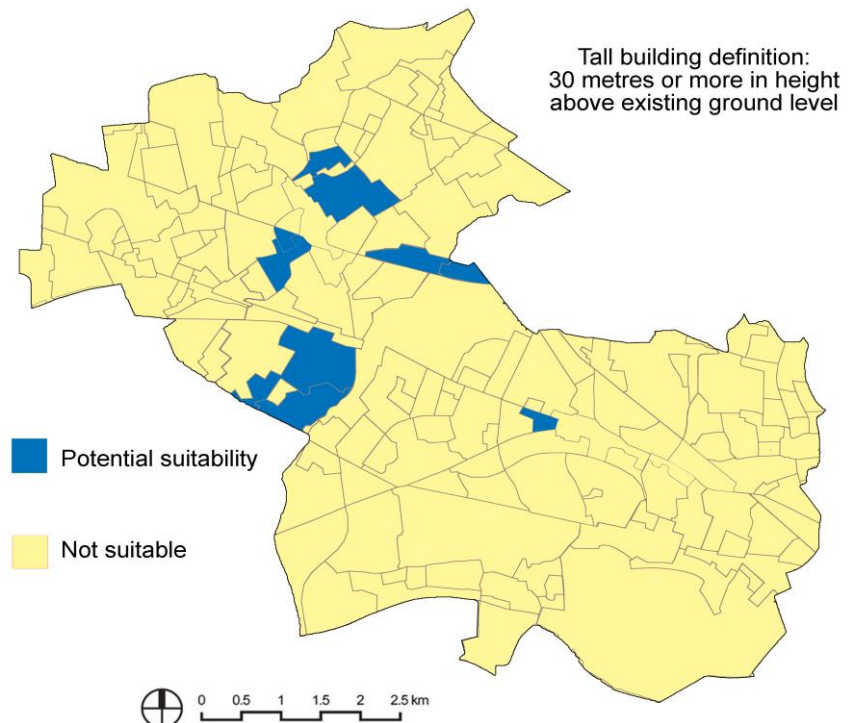 Tall building definition:
30 metres or more in height
above existing ground level
Potential suitability
Not suitable
0 0.5 1 1.5 2 2.5 km